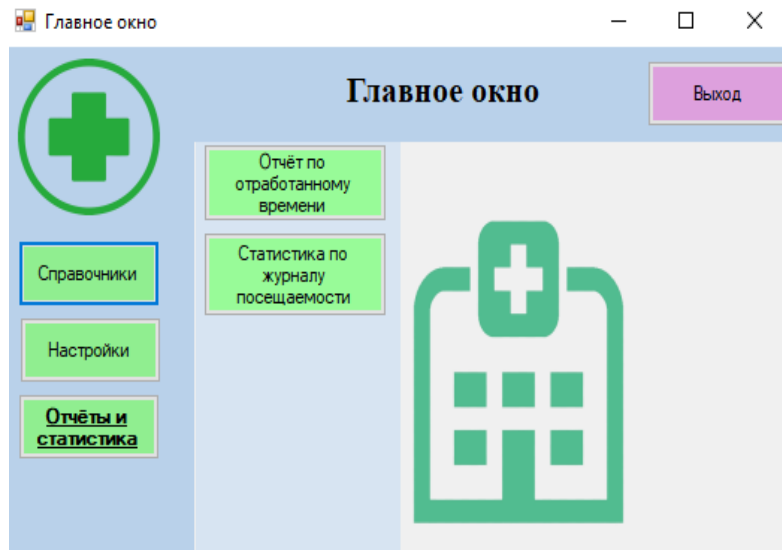 Главное окно
Главное окно
Выход
Отчёт по
отработанному
времени
Статистика по
журналу
посещаемости
Справочники
Настройки
Отчёты и
статистика